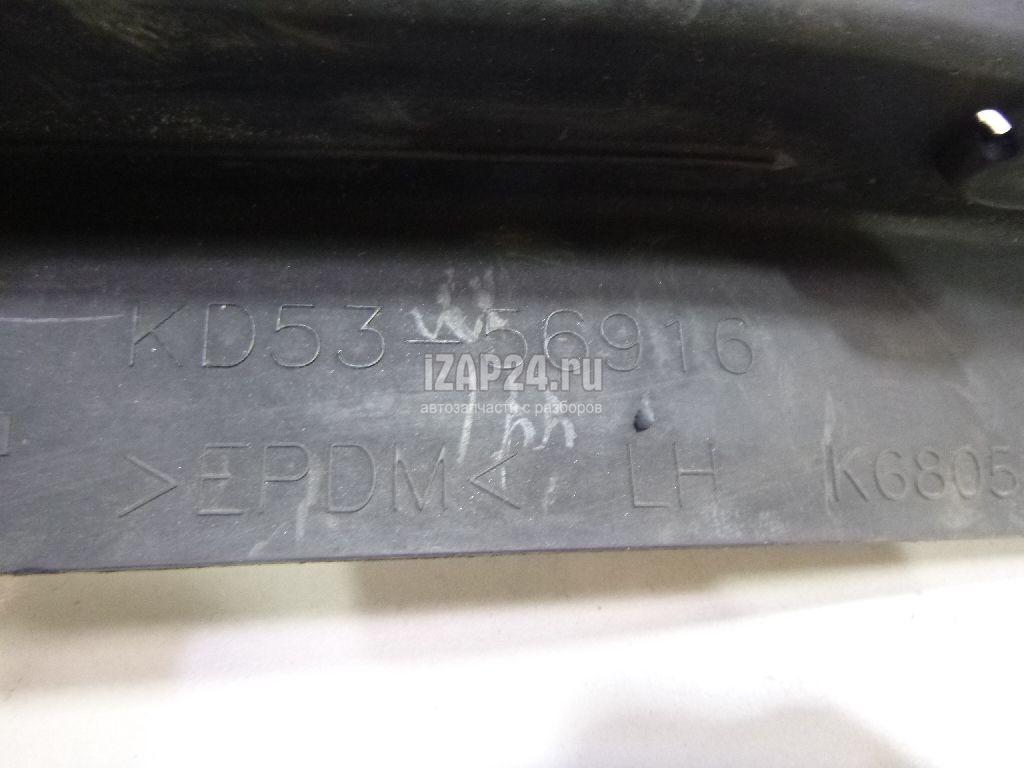 KD53-56916
IZAP24.ru
автозапчасти с разборов
>EPDM< LH K6805